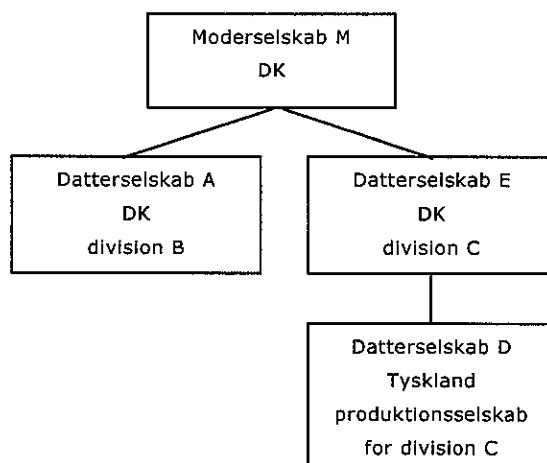 Moderselskab M
DK
Datterselskab A
DK
division B
Datterselskab E
DK
division C
Datterselskab D
Tyskland
produktionsselskab
for division C